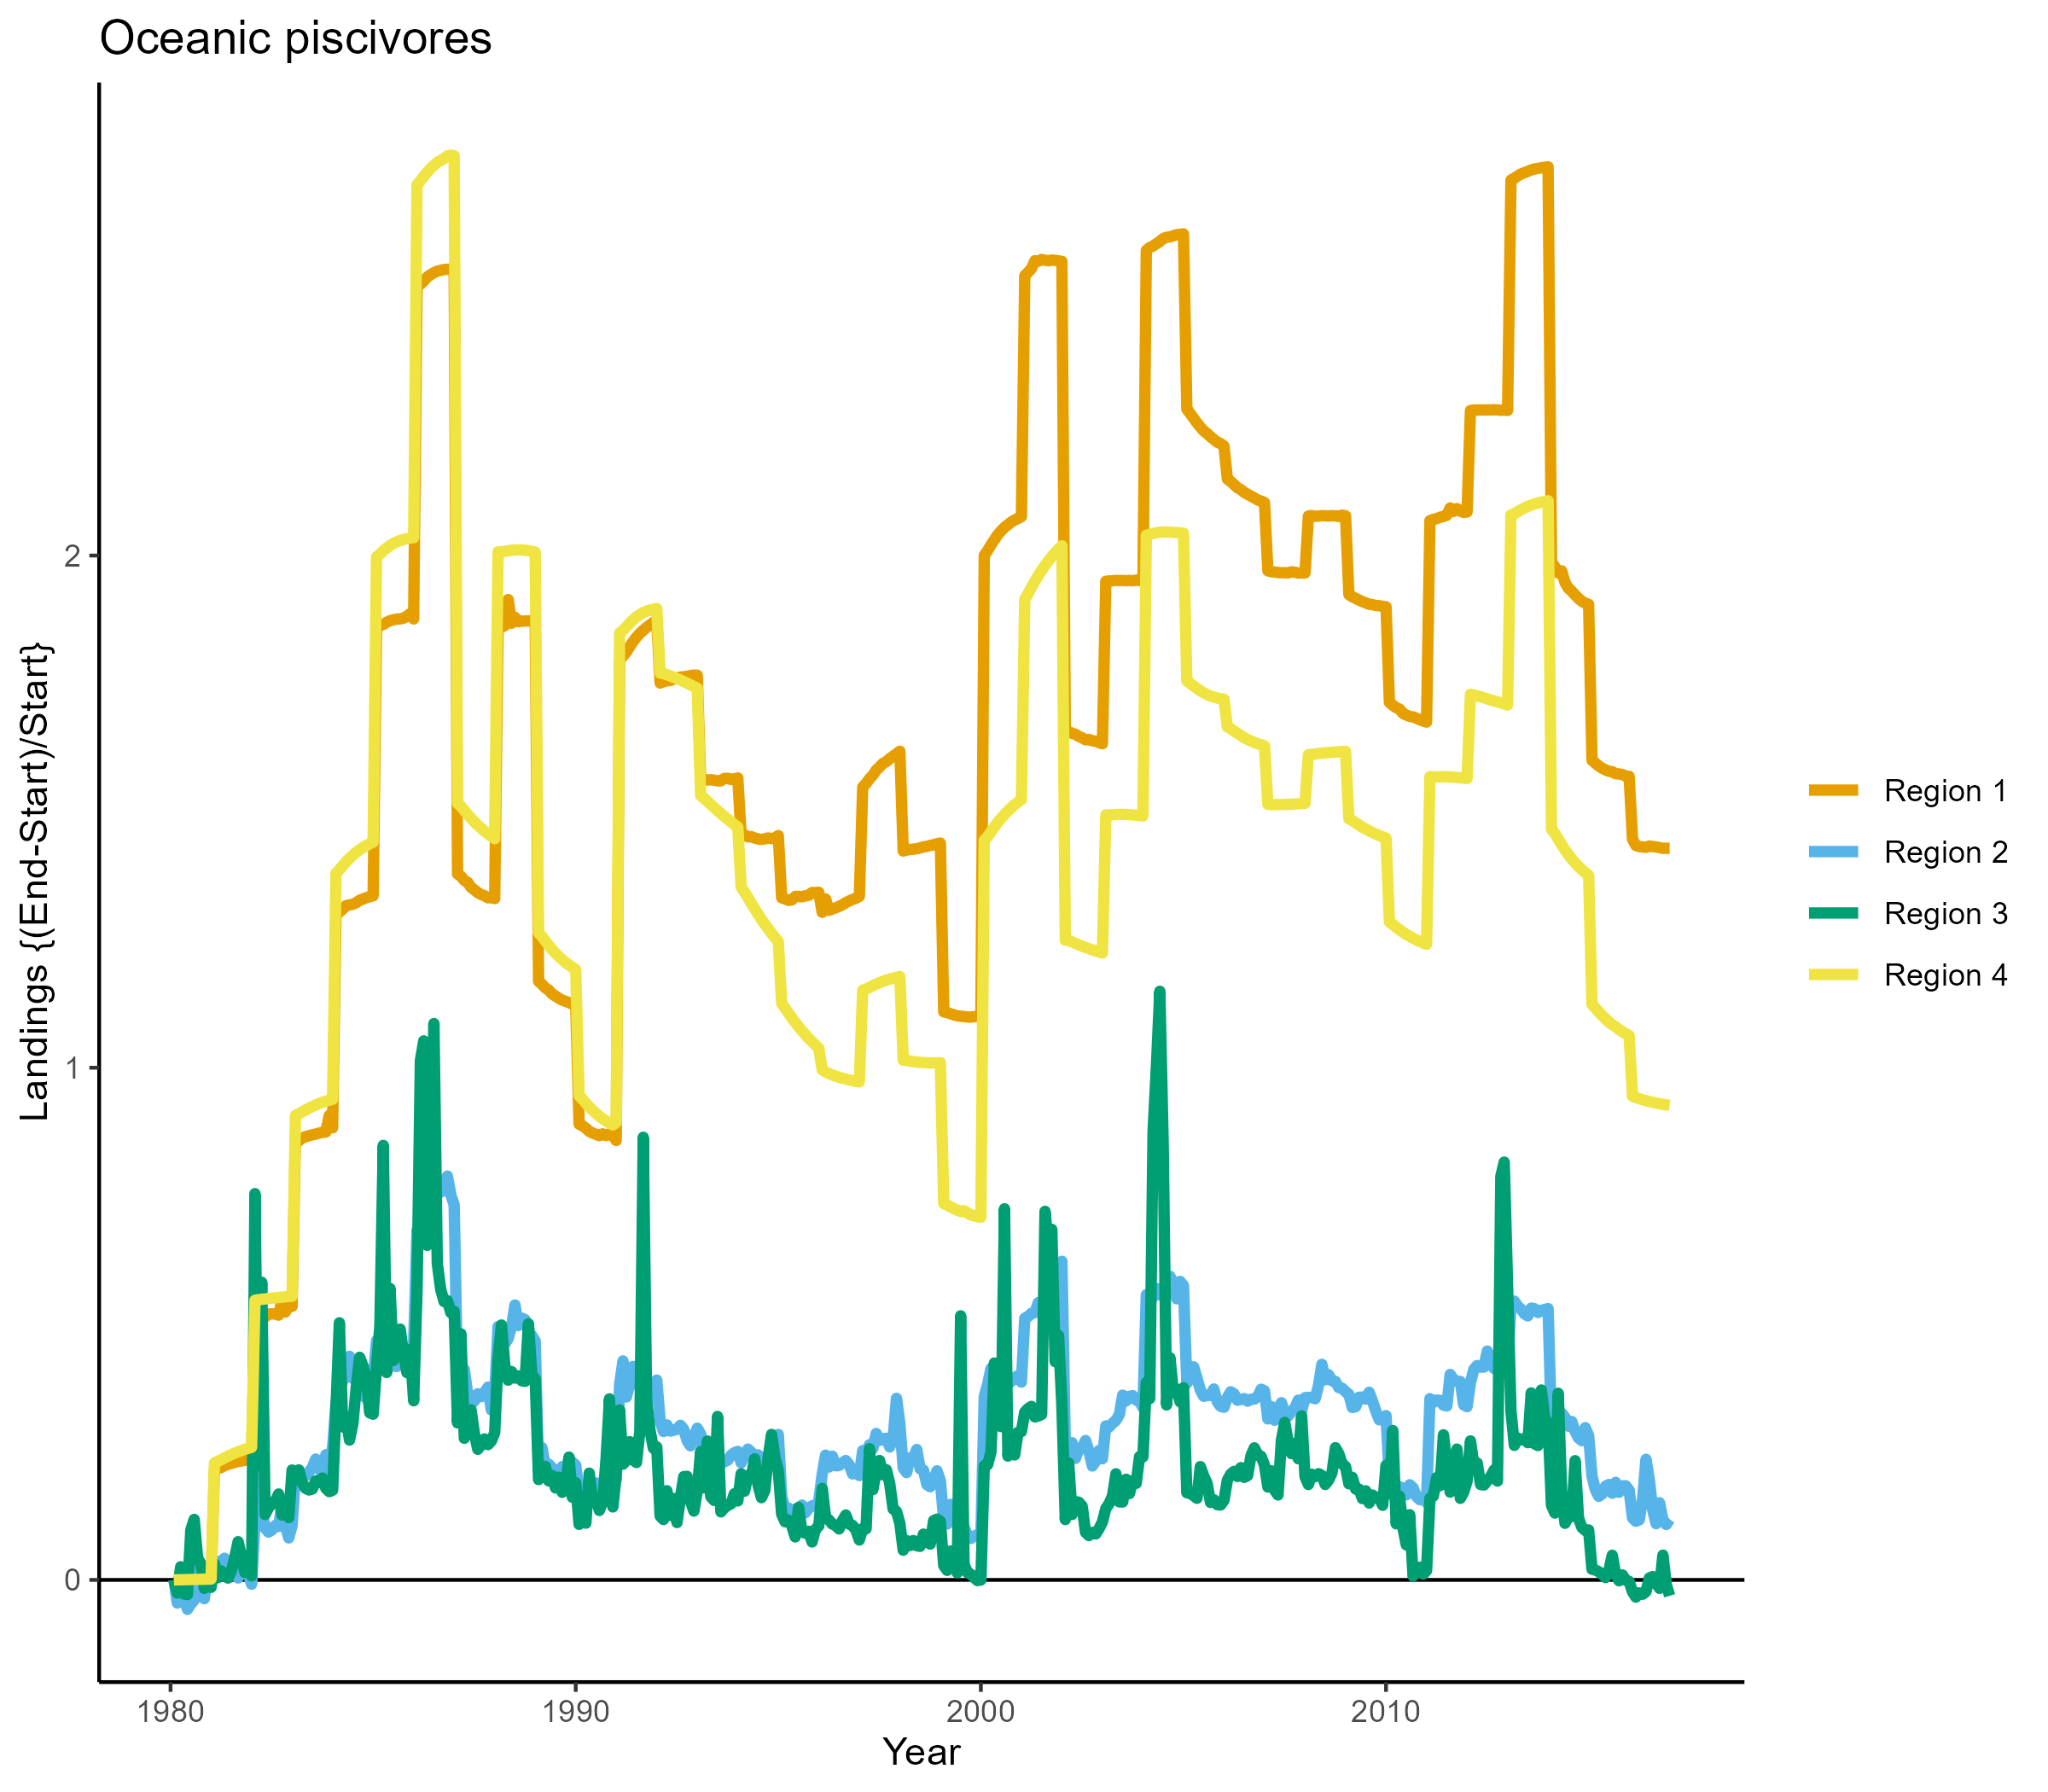 Oceanic piscivores
Landings {(End-Start)/Start}
2
1
0
1980
1990
2000
2010
Year
Region 1
Region 2
Region 3
Region 4